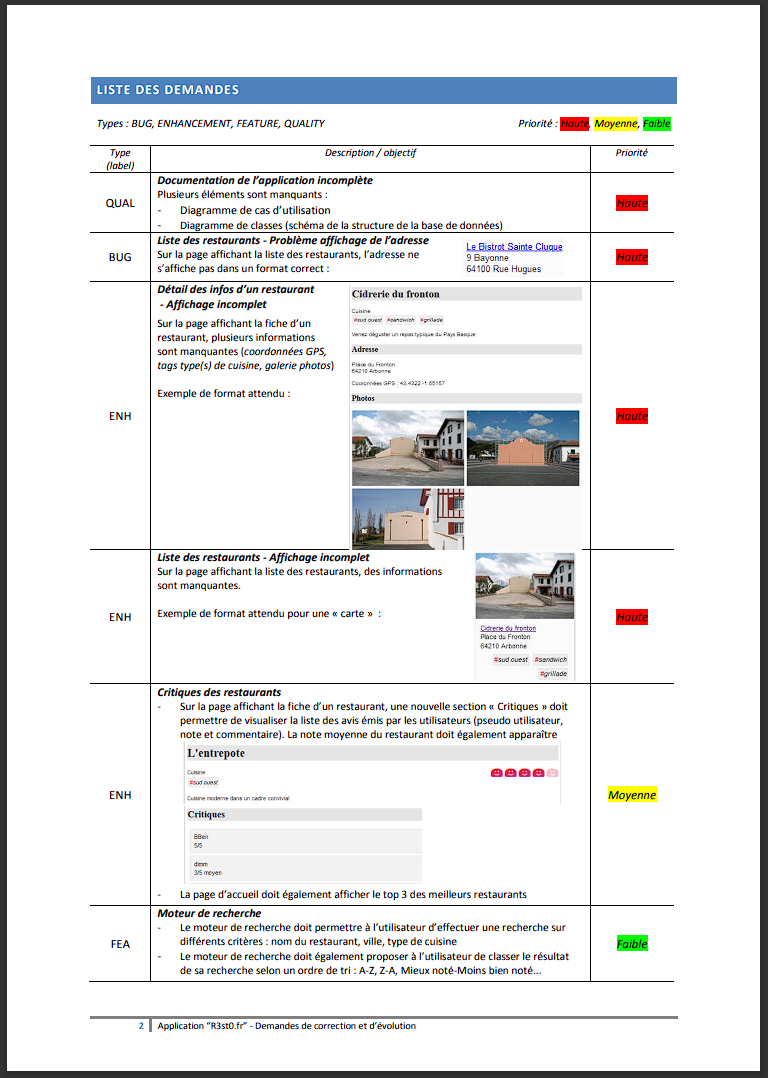 LISTE DES DEMANDES
Types : BUG, ENHANCEMENT, FEATURE, QUALITY
Priorité : Haute, Moyenne, Faible
Type
(label)
Description / objectif
Priorité
QUAL
Documentation de l’application incomplète
Plusieurs éléments sont manquants :
- Diagramme de cas d’utilisation
- Diagramme de classes (schéma de la structure de la base de données)
Haute
BUG
Liste des restaurants - Problème affichage de l’adresse
Sur la page affichant la liste des restaurants, l’adresse ne
s’affiche pas dans un format correct :
Le Bistrot Sainte Cluque
9 Bayonne
64100 Rue Hugues
Haute
ENH
Détail des infos d’un restaurant
- Affichage incomplet
Sur la page affichant la fiche d’un
restaurant, plusieurs informations
sont manquantes (coordonnées GPS,
tags type(s) de cuisine, galerie photos)
Exemple de format attendu :
Cidrerie du fronton
Cuisine
#sud ouest #sandwich #grillade
Venez déguster un repas typique du Pays Basque
Adresse
Place du Fronton
64210 Arbonne
Coordonnées GPS : 43.4322 -1.55157
Photos
Haute
ENH
Liste des restaurants - Affichage incomplet
Sur la page affichant la liste des restaurants, des informations
sont manquantes.
Exemple de format attendu pour une « carte » :
Cidrerie du fronton
Place du Fronton
64210 Arbonne
#sud ouest #sandwich
#grillade
Haute
ENH
Critiques des restaurants
- Sur la page affichant la fiche d’un restaurant, une nouvelle section « Critiques » doit
permettre de visualiser la liste des avis émis par les utilisateurs (pseudo utilisateur,
note et commentaire). La note moyenne du restaurant doit également apparaître
L'entrepote
Cuisine
#sud ouest
Cuisine moderne dans un cadre convivial
Critiques
BBen
5/5
dimm
3/5 moyen
- La page d’accueil doit également afficher le top 3 des meilleurs restaurants
Moyenne
FEA
Moteur de recherche
- Le moteur de recherche doit permettre à l’utilisateur d’effectuer une recherche sur
différents critères : nom du restaurant, ville, type de cuisine
- Le moteur de recherche doit également proposer à l’utilisateur de classer le résultat
de sa recherche selon un ordre de tri : A-Z, Z-A, Mieux noté-Moins bien noté...
Faible
2 Application “R3st0.fr” - Demandes de correction et d’évolution